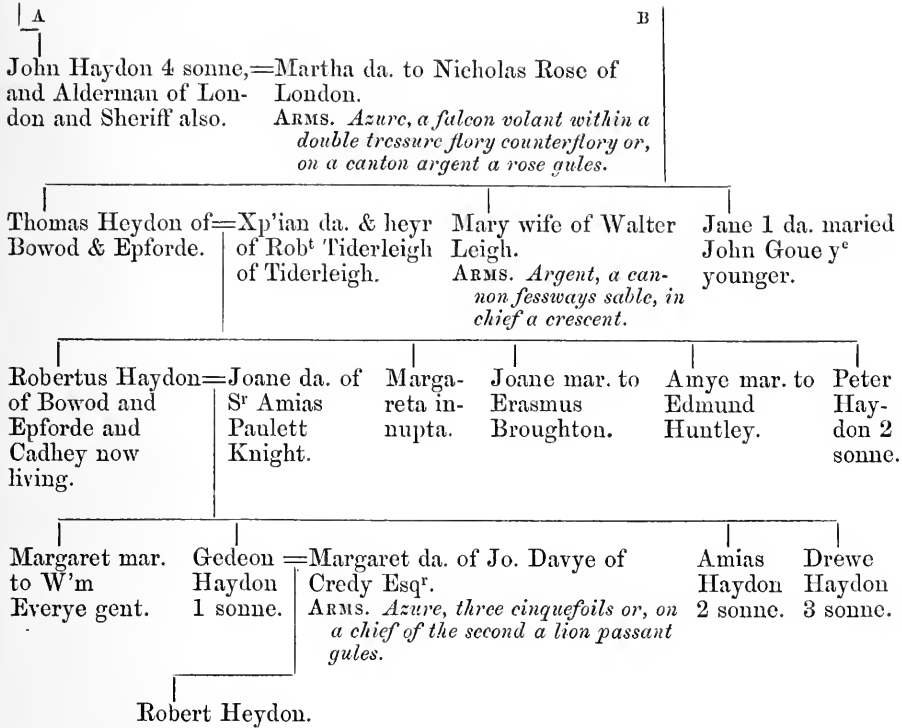 A
B
John Haydon 4 sonne,=Martha da. to Nicholas Rose of
and Alderman of Lon- London.
don and Sheriff also. ARMS. Azure, a falcon volant within a
double tressure flory counterflory or,
on a canton argent a rose gules.
Thomas Heydon of=Xp'ian da. & heyr
Bowod & Epforde. of Robt Tiderleigh
of Tiderleigh.
Mary wife of Walter
Leigh.
ARMS. Argent, a can-
non fessways sable, in
chief a crescent.
Jane 1 da. maried
John Goue ye
younger.
Robertus Haydon=Joane da. of
of Bowod and Sr Amias
Epforde and Paulett
Cadhey now Knight.
living.
Marga-
reta in-
nupta.
Joane mar. to
Erasmus
Broughton.
Amye mar. to
Edmund
Huntley.
Peter
Hay-
don 2
sonne.
Margaret mar.
to W'm
Everye gent.
Gedeon =Margaret da. of Jo. Davye of
Haydon Credy Esqr.
1 sonne. ARMS. Azure, three cinquefoils or, on
a chief of the second a lion passant
gules.
Amias
Haydon
2 sonne.
Drewe
Haydon
3 sonne.
Robert Heydon.